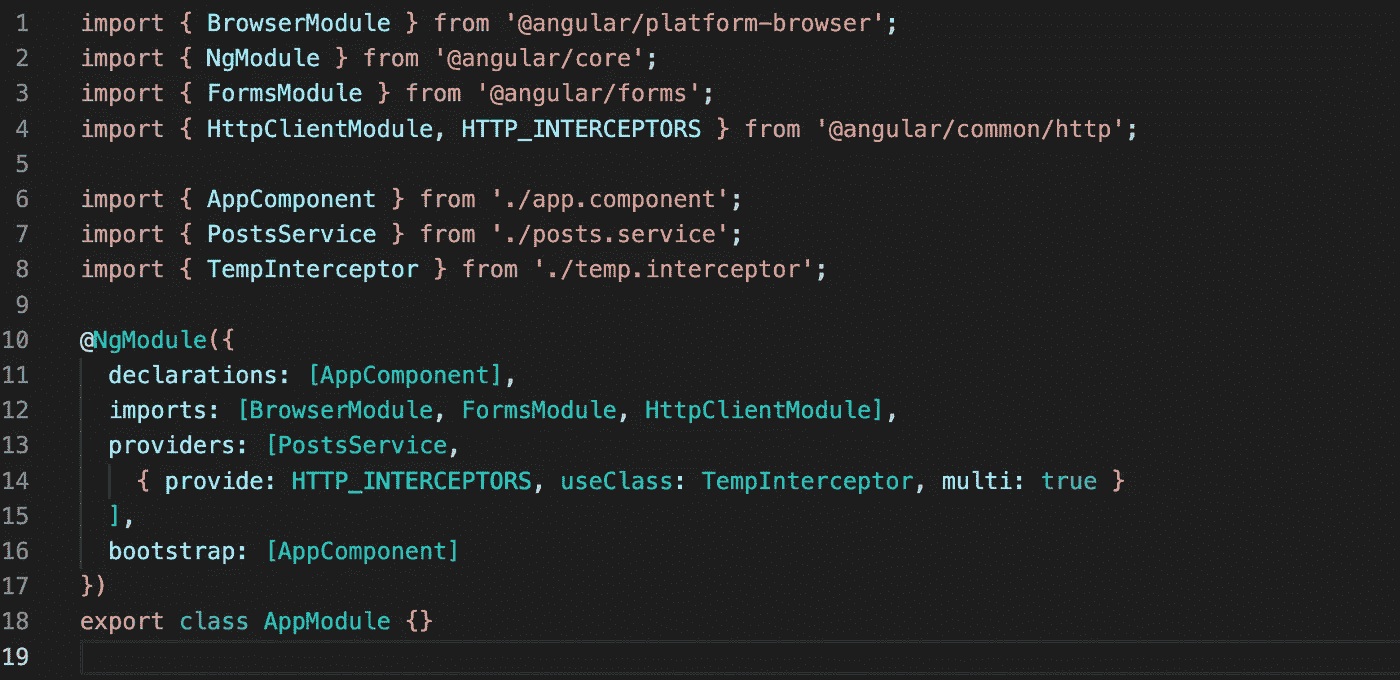 1 import { BrowserModule } from '@angular/platform-browser';
2 import { NgModule } from '@angular/core';
3 import { FormsModule } from '@angular/forms';
4 import { HttpClientModule, HTTP_INTERCEPTORS } from '@angular/common/http';
5
6 import { AppComponent } from './app.component';
7 import { PostsService } from './posts.service';
8 import { TempInterceptor } from './temp.interceptor';
9
10 @NgModule({
11   declarations: [AppComponent],
12   imports: [BrowserModule, FormsModule, HttpClientModule],
13   providers: [PostsService,
14     { provide: HTTP_INTERCEPTORS, useClass: TempInterceptor, multi: true }
15   ],
16   bootstrap: [AppComponent]
17 })
18 export class AppModule {}
19